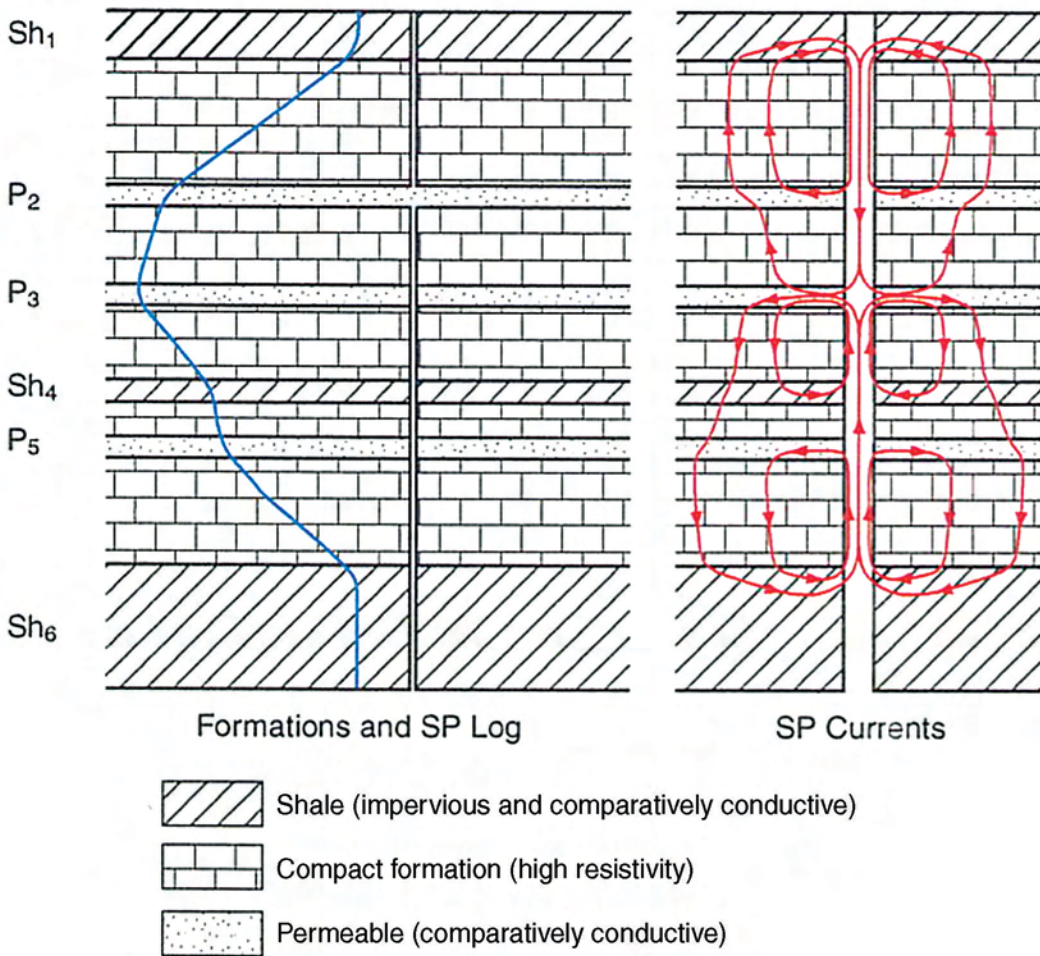 Sh1
P2
P3
Sh4
P5
Sh6
Formations and SP Log
SP Currents
Shale (impervious and comparatively conductive)
Compact formation (high resistivity)
Permeable (comparatively conductive)